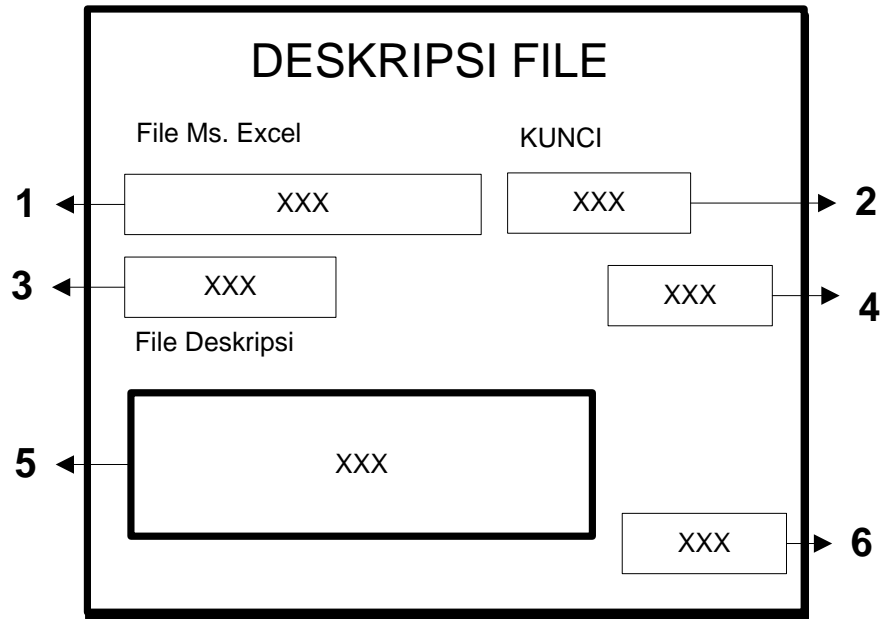 DESKRIPSI FILE
File Ms. Excel
KUNCI
1
XXX
XXX
2
3
XXX
XXX
4
File Deskripsi
5
XXX
XXX
6